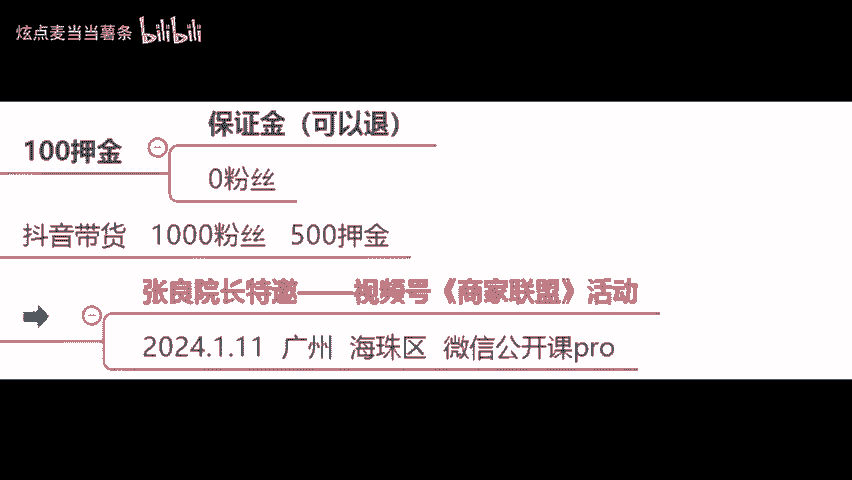 炫点麦当当薯条 bilibili
保证金（可以退）
100押金
0粉丝
抖音带货 1000粉丝 500押金
张良院长特邀——视频号《商家联盟》活动
2024.1.11 广州 海珠区 微信公开课pro